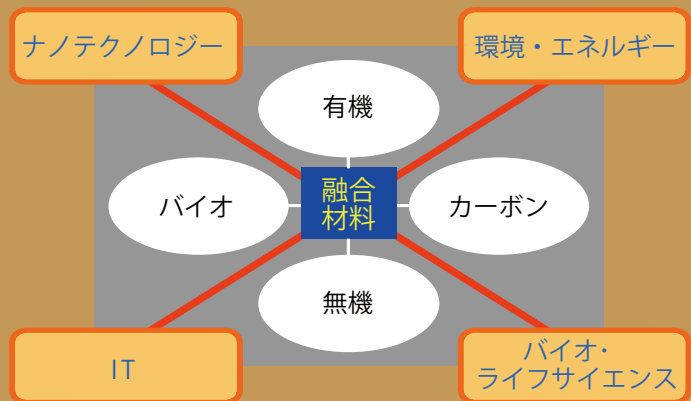 ナノテクノロジー
環境・エネルギー
有機
バイオ
融合
材料
カーボン
無機
IT
バイオ・
ライフサイエンス